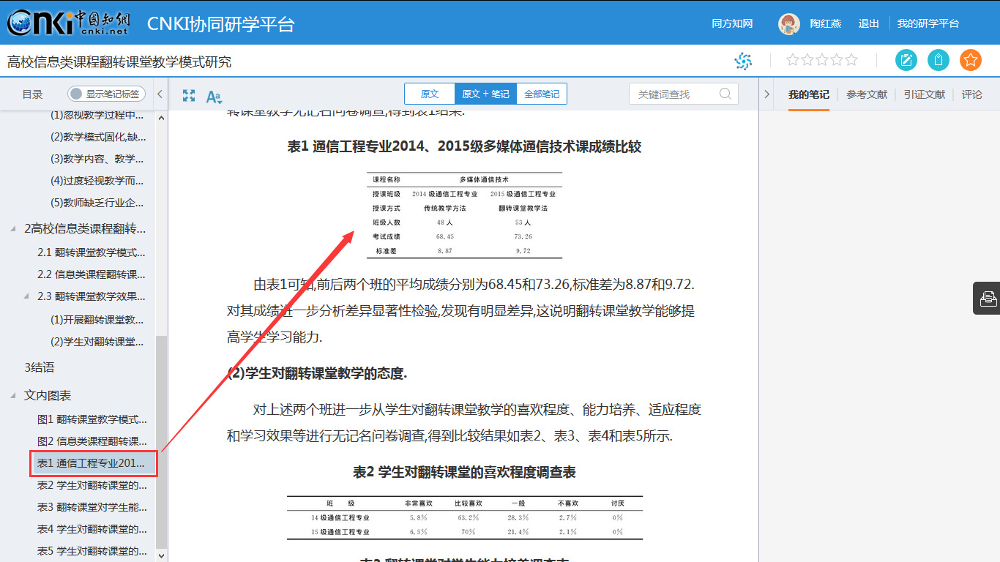 CNKI中国知网
cnki.net
CNKI协同研学平台
同方知网
陶红燕
退出
我的研学平台
高校信息类课程翻转课堂教学模式研究
目录
显示笔记标签
Aa
原文
原文 + 笔记
全部笔记
关键词查找
我的笔记
参考文献
引证文献
评论
(1)忽视教学过程中...
(2)教学模式固化,缺...
(3)教学内容、教学...
(4)过度轻视教学而...
(5)教师缺乏行业企...
2高校信息类课程翻转...
2.1 翻转课堂教学模式...
2.2 信息类课程翻转课...
2.3 翻转课堂教学效果...
(1)开展翻转课堂教...
(2)学生对翻转课堂...
3结语
文内图表
图1 翻转课堂教学模式...
图2 信息类课程翻转课...
表1 通信工程专业201...
表2 学生对翻转课堂的...
表3 翻转课堂对学生能...
表4 学生对翻转课堂的...
表5 学生对翻转课堂的...
转课堂教学无记名问卷调查,得到表1结果.
表1 通信工程专业2014、2015级多媒体通信技术课成绩比较
课程名称 多媒体通信技术
授课班级 2014 级通信工程专业 2015 级通信工程专业
授课方式 传统教学方法 翻转课堂教学法
班级人数 48 人 53 人
考试成绩 68.45 73.26
标准差 8.87 9.72
由表1可知,前后两个班的平均成绩分别为68.45和73.26,标准差为8.87和9.72.
对其成绩进一步分析差异显著性检验,发现有明显差异,这说明翻转课堂教学能够提
高学生学习能力.
(2)学生对翻转课堂教学的态度.
对上述两个班进一步从学生对翻转课堂教学的喜欢程度、能力培养、适应程度
和学习效果等进行无记名问卷调查,得到比较结果如表2、表3、表4和表5所示.
表2 学生对翻转课堂的喜欢程度调查表
班 级 非常喜欢 比较喜欢 一般 不喜欢 讨厌
14 级通信工程专业 5.8% 63.2% 28.3% 2.7% 0%
15 级通信工程专业 6.5% 70% 21.4% 2.1% 0%
表3 翻转课堂对学生能力培养调查表